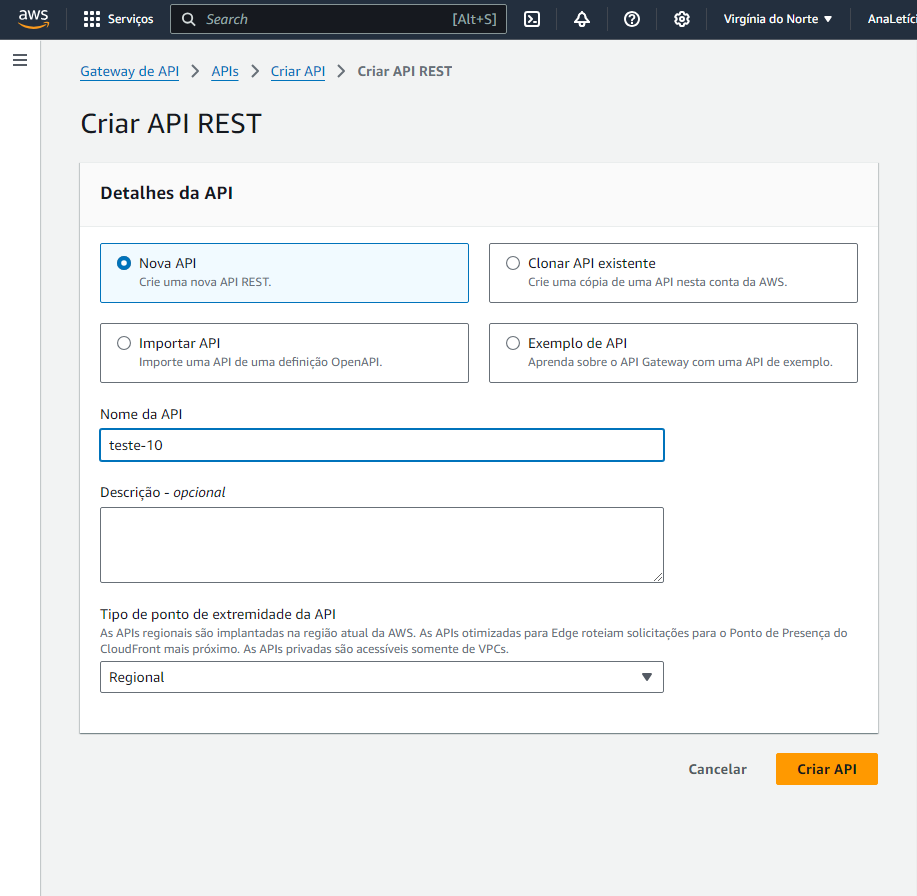 aws
Serviços
Search
[Alt+S]
Virgínia do Norte
AnaLetíci
Gateway de API
APIs
Criar API
Criar API REST
Criar API REST
Detalhes da API
Nova API
Crie uma nova API REST.
Clonar API existente
Crie uma cópia de uma API nesta conta da AWS.
Importar API
Importe uma API de uma definição OpenAPI.
Exemplo de API
Aprenda sobre o API Gateway com uma API de exemplo.
Nome da API
teste-10
Descrição - opcional
Tipo de ponto de extremidade da API
As APIs regionais são implantadas na região atual da AWS. As APIs otimizadas para Edge roteiam solicitações para o Ponto de Presença do
CloudFront mais próximo. As APIs privadas são acessíveis somente de VPCs.
Regional
Cancelar
Criar API